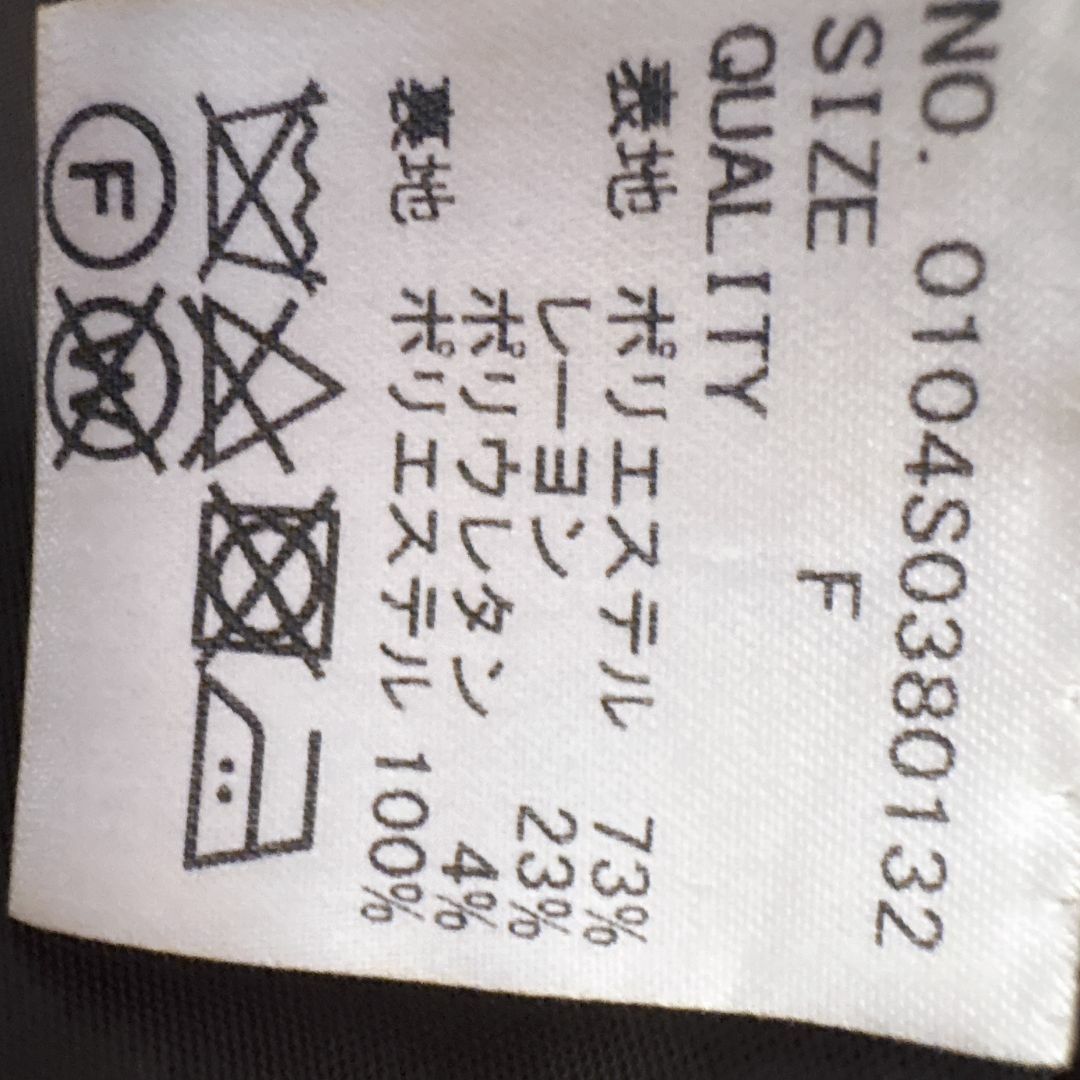 NO. 0104S0380132
SIZE F
QUALITY
表地 ポリエステル 73%
レーヨン 23%
ポリウレタン 4%
裏地 ポリエステル 100%
F W